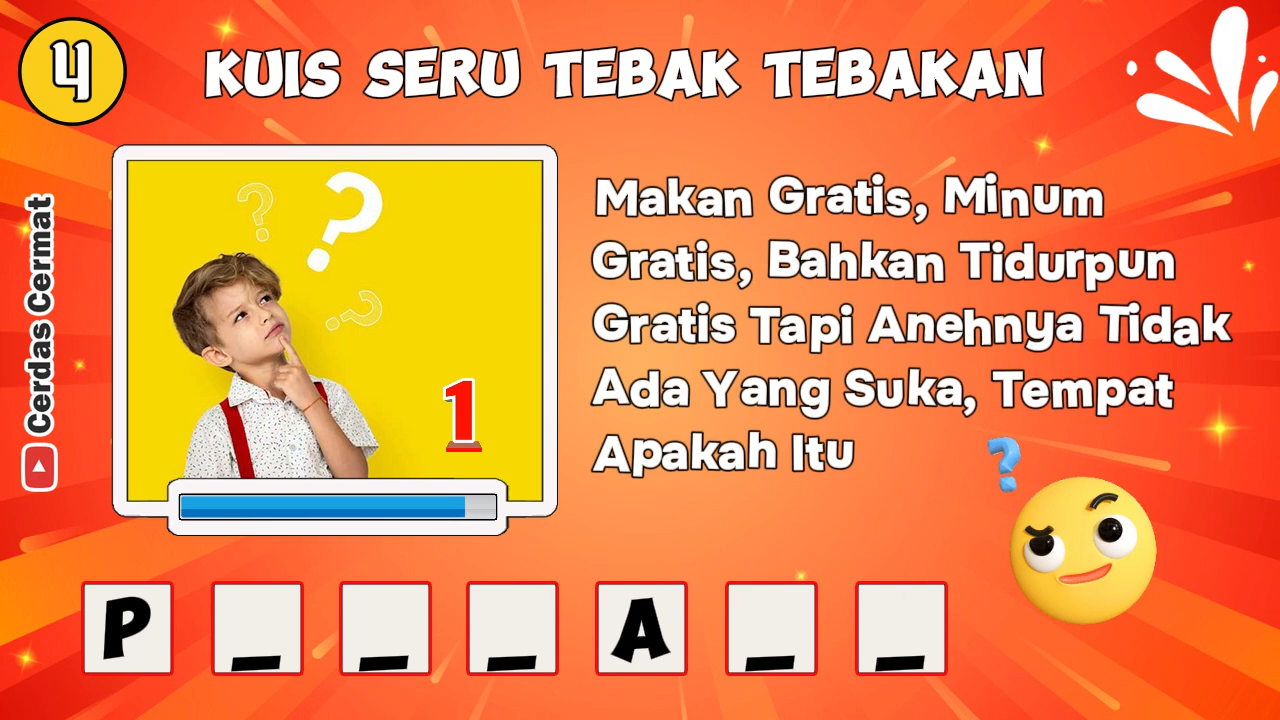 4
KUIS SERU TEBAK TEBAKAN
Cerdas Cermat
? ? ?
1
Makan Gratis, Minum
Gratis, Bahkan Tidurpun
Gratis Tapi Anehnya Tidak
Ada Yang Suka, Tempat
Apakah Itu
?
P _ _ _ A _ _